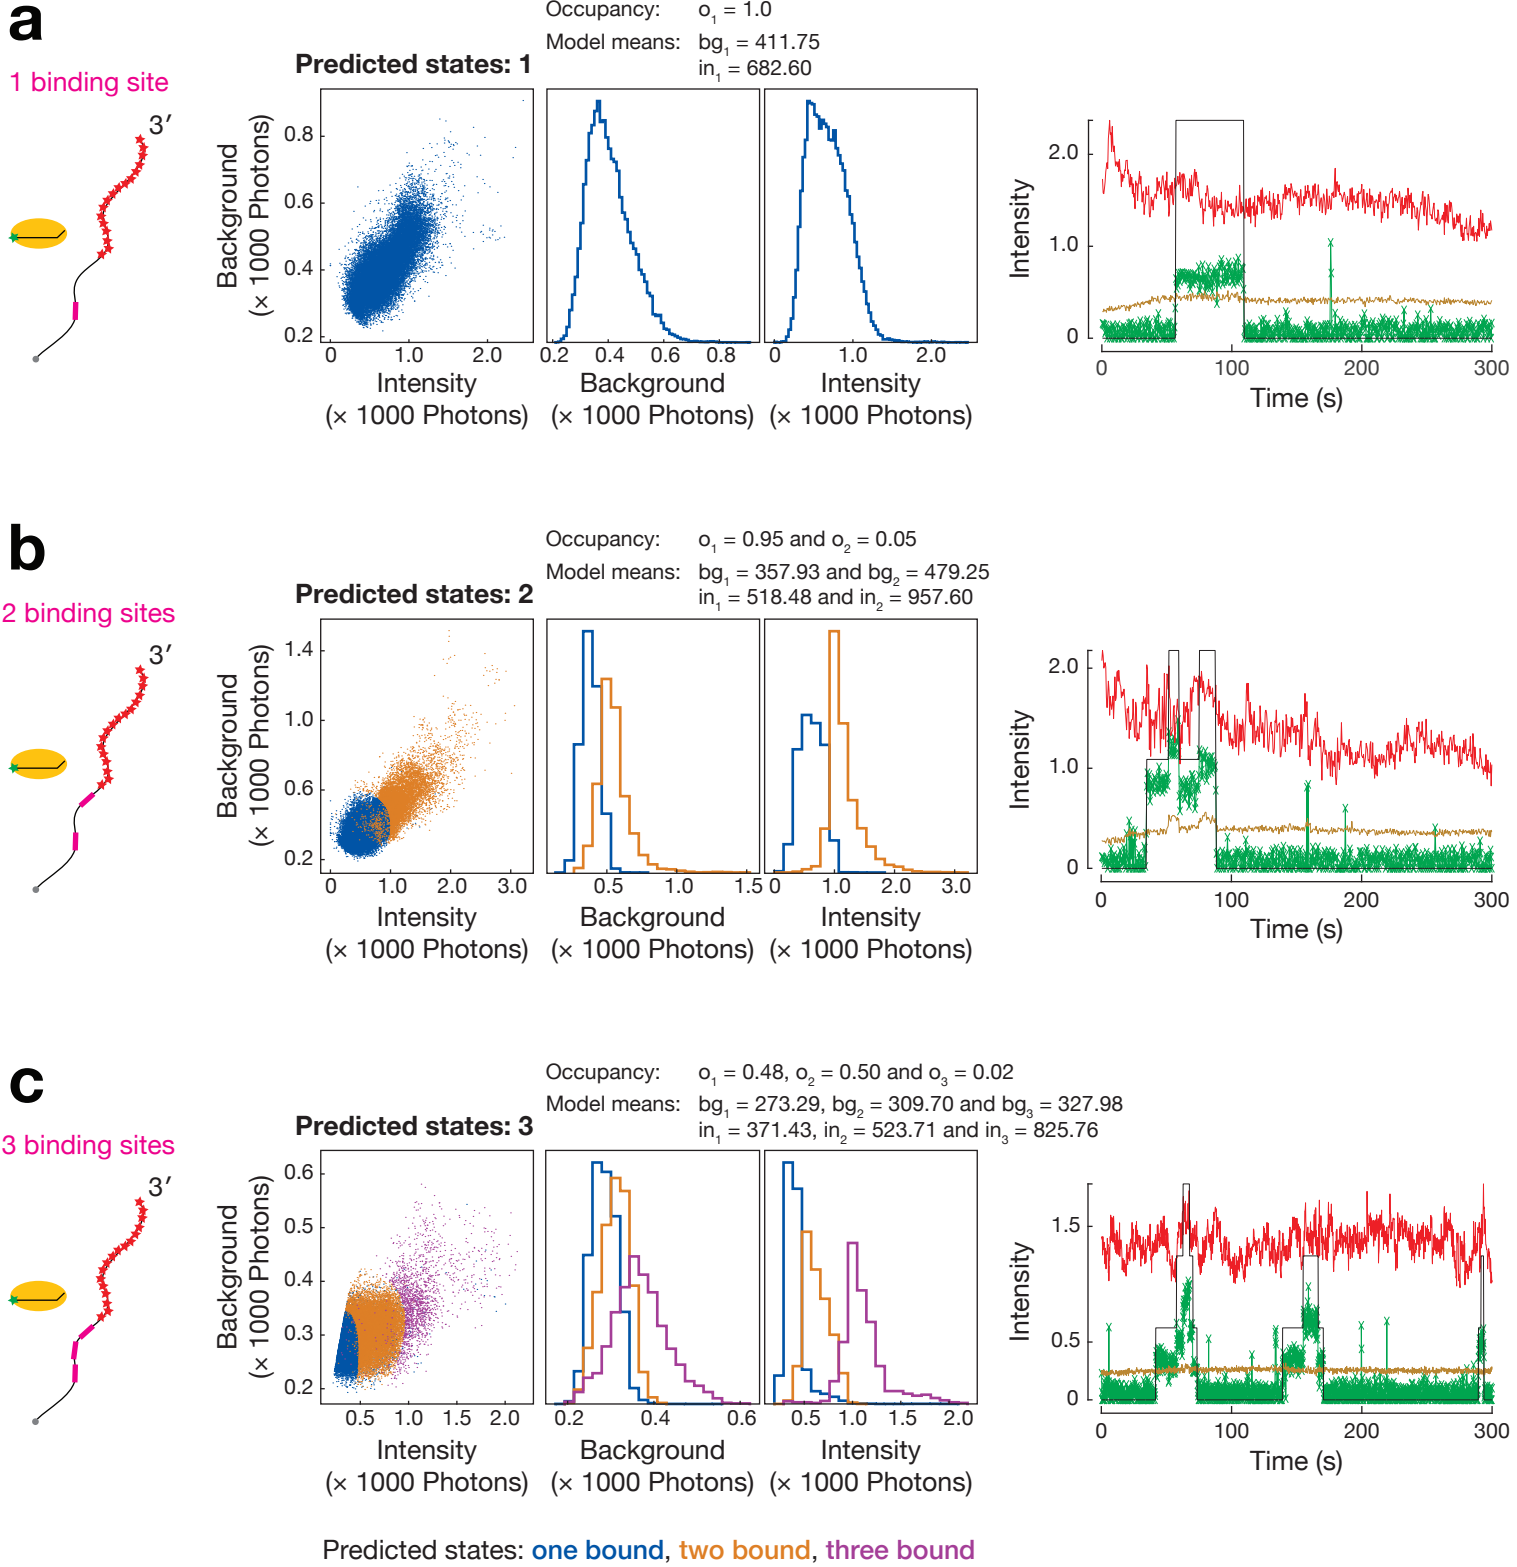 a
1 binding site
3′
Predicted states: 1
Occupancy: o1 = 1.0
Model means: bg1 = 411.75
in1 = 682.60
Background
(× 1000 Photons)
0.8
0.6
0.4
0.2
0 1.0 2.0
Intensity
(× 1000 Photons)
0.2 0.4 0.6 0.8
Background
(× 1000 Photons)
0 1.0 2.0
Intensity
(× 1000 Photons)
Intensity
2.0
1.0
0
0 100 200 300
Time (s)
b
2 binding sites
3′
Predicted states: 2
Occupancy: o1 = 0.95 and o2 = 0.05
Model means: bg1 = 357.93 and bg2 = 479.25
in1 = 518.48 and in2 = 957.60
Background
(× 1000 Photons)
1.4
1.0
0.6
0.2
0 1.0 2.0 3.0
Intensity
(× 1000 Photons)
0.5 1.0 1.5
Background
(× 1000 Photons)
0 1.0 2.0 3.0
Intensity
(× 1000 Photons)
Intensity
2.0
1.0
0
0 100 200 300
Time (s)
c
3 binding sites
3′
Predicted states: 3
Occupancy: o1 = 0.48, o2 = 0.50 and o3 = 0.02
Model means: bg1 = 273.29, bg2 = 309.70 and bg3 = 327.98
in1 = 371.43, in2 = 523.71 and in3 = 825.76
Background
(× 1000 Photons)
0.6
0.5
0.4
0.3
0.2
0.5 1.0 1.5 2.0
Intensity
(× 1000 Photons)
0.2 0.4 0.6
Background
(× 1000 Photons)
0.5 1.0 1.5 2.0
Intensity
(× 1000 Photons)
Intensity
1.5
0.5
0
0 100 200 300
Time (s)
Predicted states: one bound, two bound, three bound